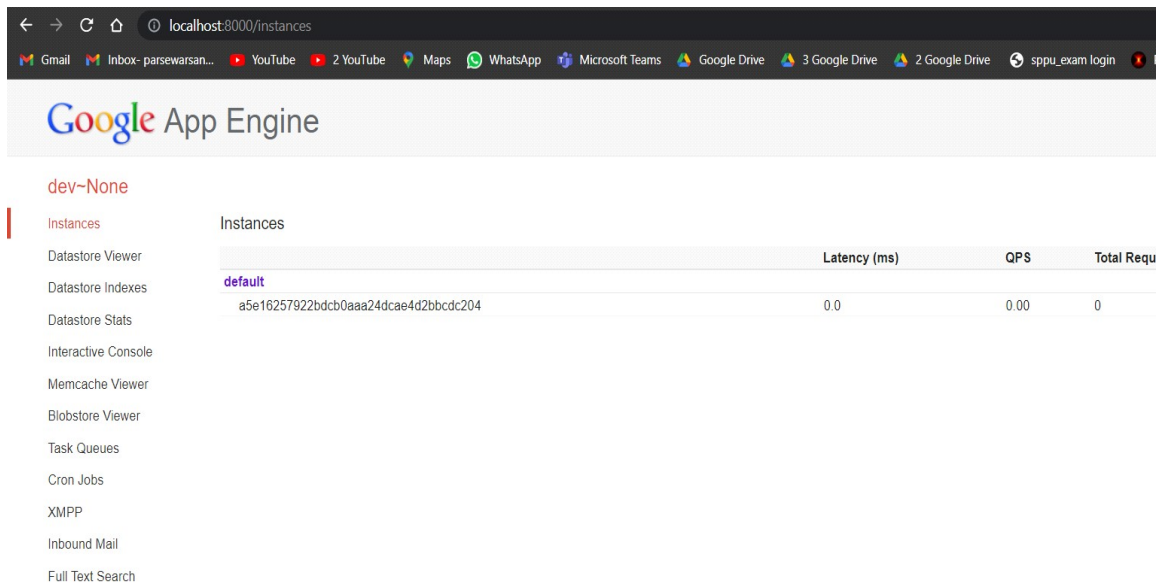 localhost:8000/instances
Gmail Inbox- parsewarsan... YouTube 2 YouTube Maps WhatsApp Microsoft Teams Google Drive 3 Google Drive 2 Google Drive sppu_exam login
Google App Engine
dev~None
Instances
Datastore Viewer
Datastore Indexes
Datastore Stats
Interactive Console
Memcache Viewer
Blobstore Viewer
Task Queues
Cron Jobs
XMPP
Inbound Mail
Full Text Search
Instances
Latency (ms) QPS Total Requ
default
a5e16257922bdcb0aaa24dcae4d2bbcdc204 0.0 0.00 0